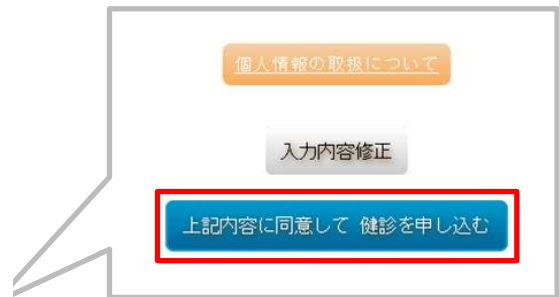 個人情報の取扱について
入力内容修正
上記内容に同意して 健診を申し込む